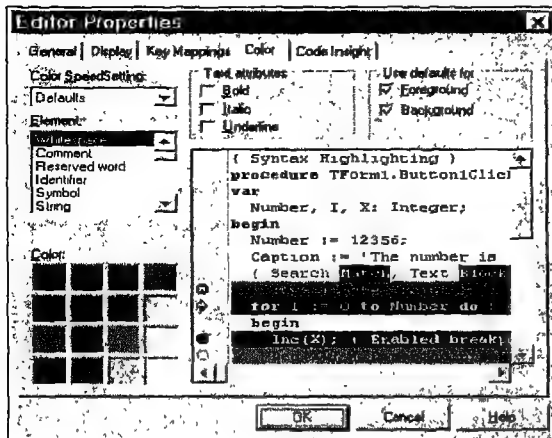 Editor Properties
General Display Key Mappings Color Code Insight
Color SpeedSetting:
Defaults
Element:
Whitespace
Comment
Reserved word
Identifier
Symbol
String
Color:
Text attributes
Bold
Italic
Underline
Use defaults for
Foreground
Background
{ Syntax Highlighting }
procedure TForm1.Button1Clic
var
Number, I, X: Integer;
begin
Number := 12356;
Caption := 'The number is
{ Search Match, Text Block
for I := 0 to Number do
begin
Inc(X); { Enabled breakp
OK Cancel Help